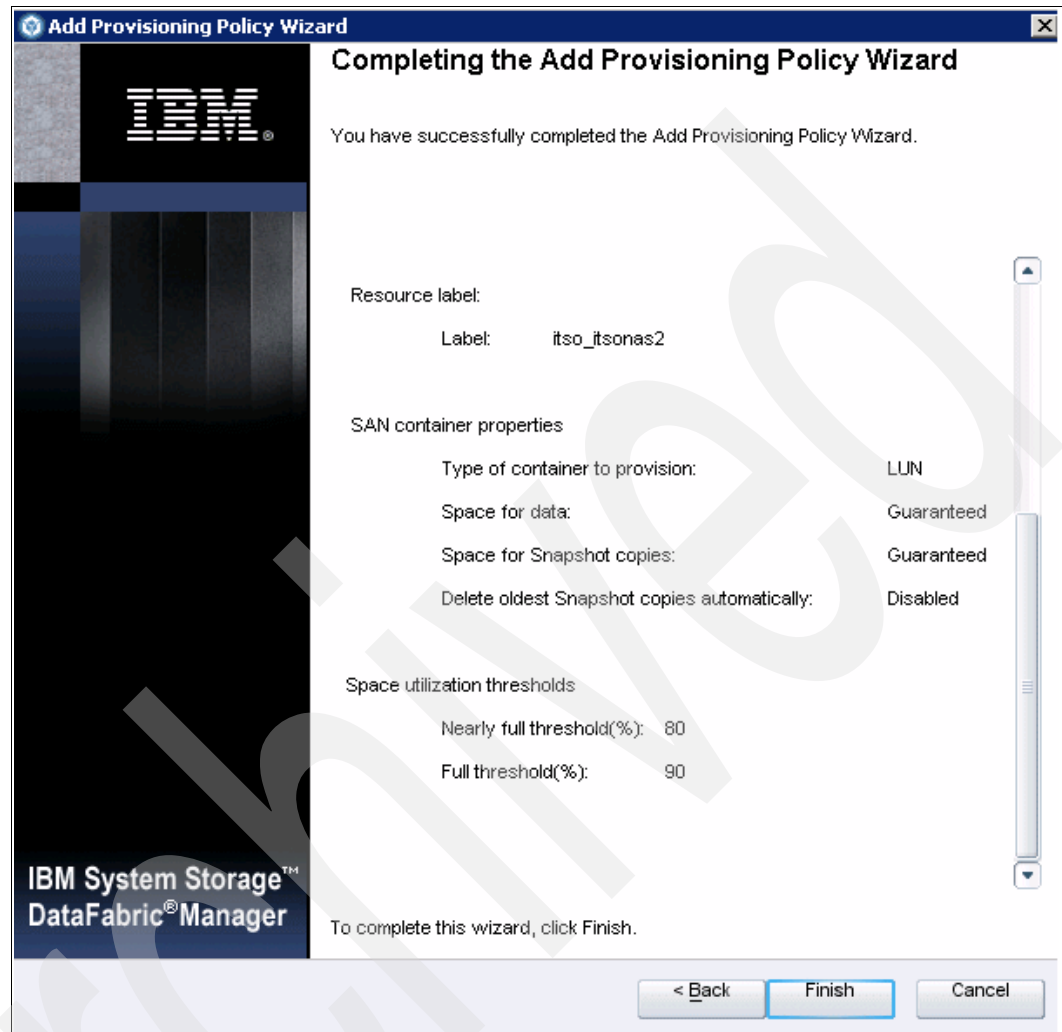 Add Provisioning Policy Wizard
IBM®
Completing the Add Provisioning Policy Wizard
You have successfully completed the Add Provisioning Policy Wizard.
Resource label:
Label: itso_itsonas2
SAN container properties
Type of container to provision: LUN
Space for data: Guaranteed
Space for Snapshot copies: Guaranteed
Delete oldest Snapshot copies automatically: Disabled
Space utilization thresholds
Nearly full threshold(%): 80
Full threshold(%): 90
IBM System Storage™
DataFabric®Manager
To complete this wizard, click Finish.
< Back Finish Cancel